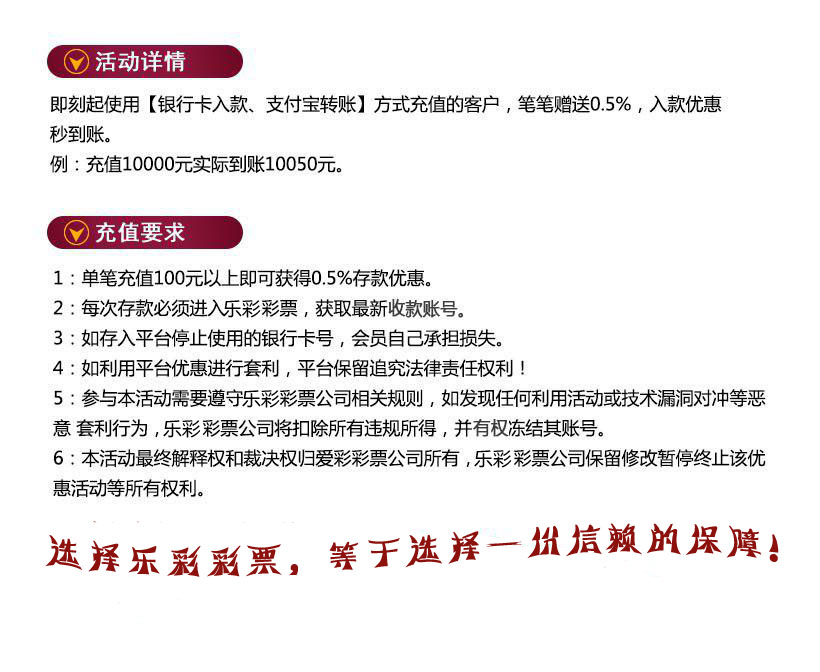 活动详情
即刻起使用【银行卡入款、支付宝转账】方式充值的客户，笔笔赠送0.5%，入款优惠
秒到账。
例：充值10000元实际到账10050元。
充值要求
1：单笔充值100元以上即可获得0.5%存款优惠。
2：每次存款必须进入乐彩彩票，获取最新收款账号。
3：如存入平台停止使用的银行卡号，会员自己承担损失。
4：如利用平台优惠进行套利，平台保留追究法律责任权利！
5：参与本活动需要遵守乐彩彩票公司相关规则，如发现任何利用活动或技术漏洞对冲等恶
意 套利行为，乐彩彩票公司将扣除所有违规所得，并有权冻结其账号。
6：本活动最终解释权和裁决权归爱彩彩票公司所有，乐彩彩票公司保留修改暂停终止该优
惠活动等所有权利。
选择乐彩彩票，等于选择一份信赖的保障！